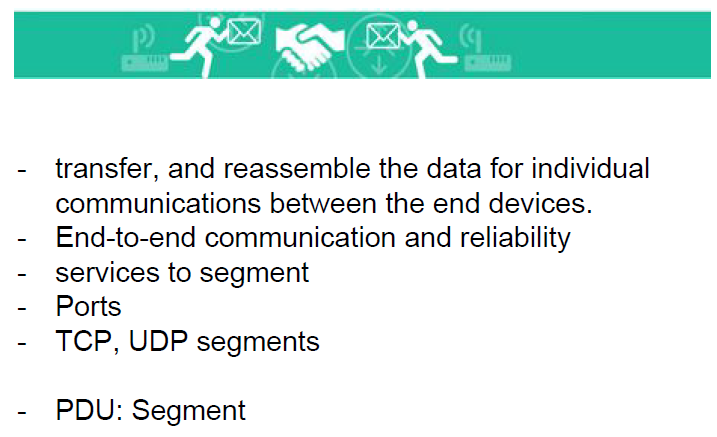 - transfer, and reassemble the data for individual
communications between the end devices.
- End-to-end communication and reliability
- services to segment
- Ports
- TCP, UDP segments
- PDU: Segment